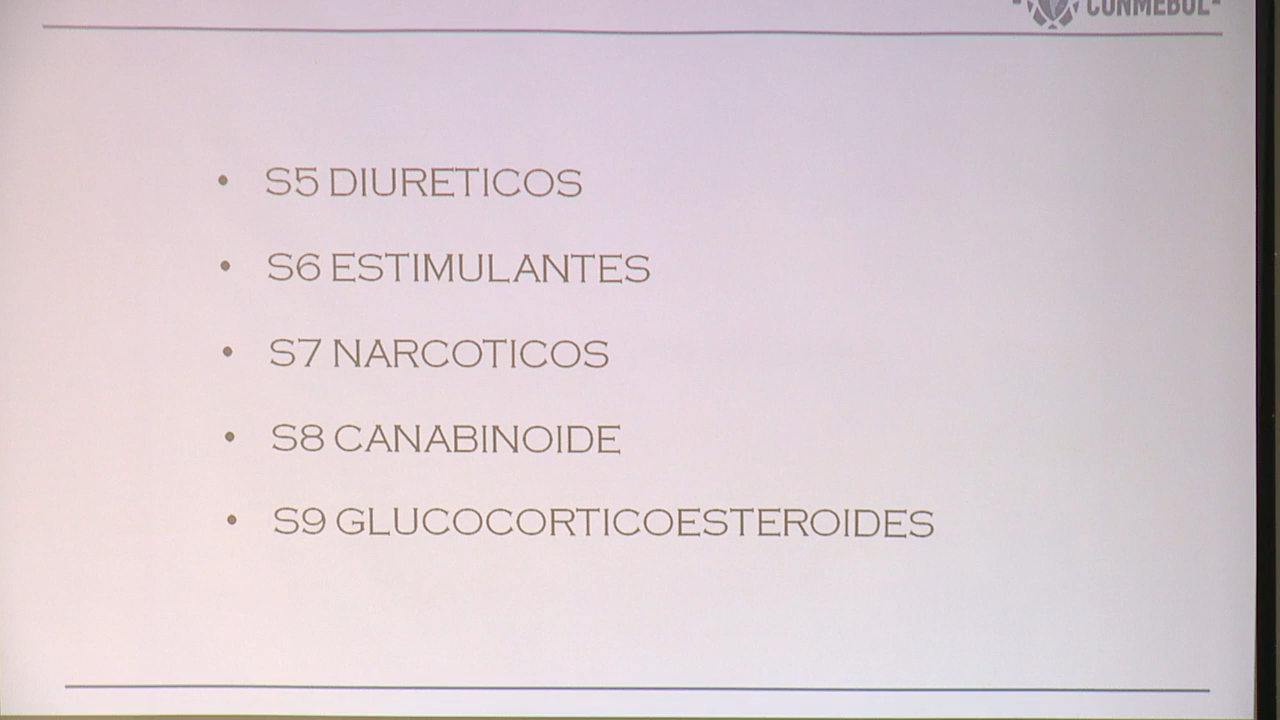 CONMEBOL
• S5 DIURETICOS
• S6 ESTIMULANTES
• S7 NARCOTICOS
• S8 CANABINOIDE
• S9 GLUCOCORTICOESTEROIDES